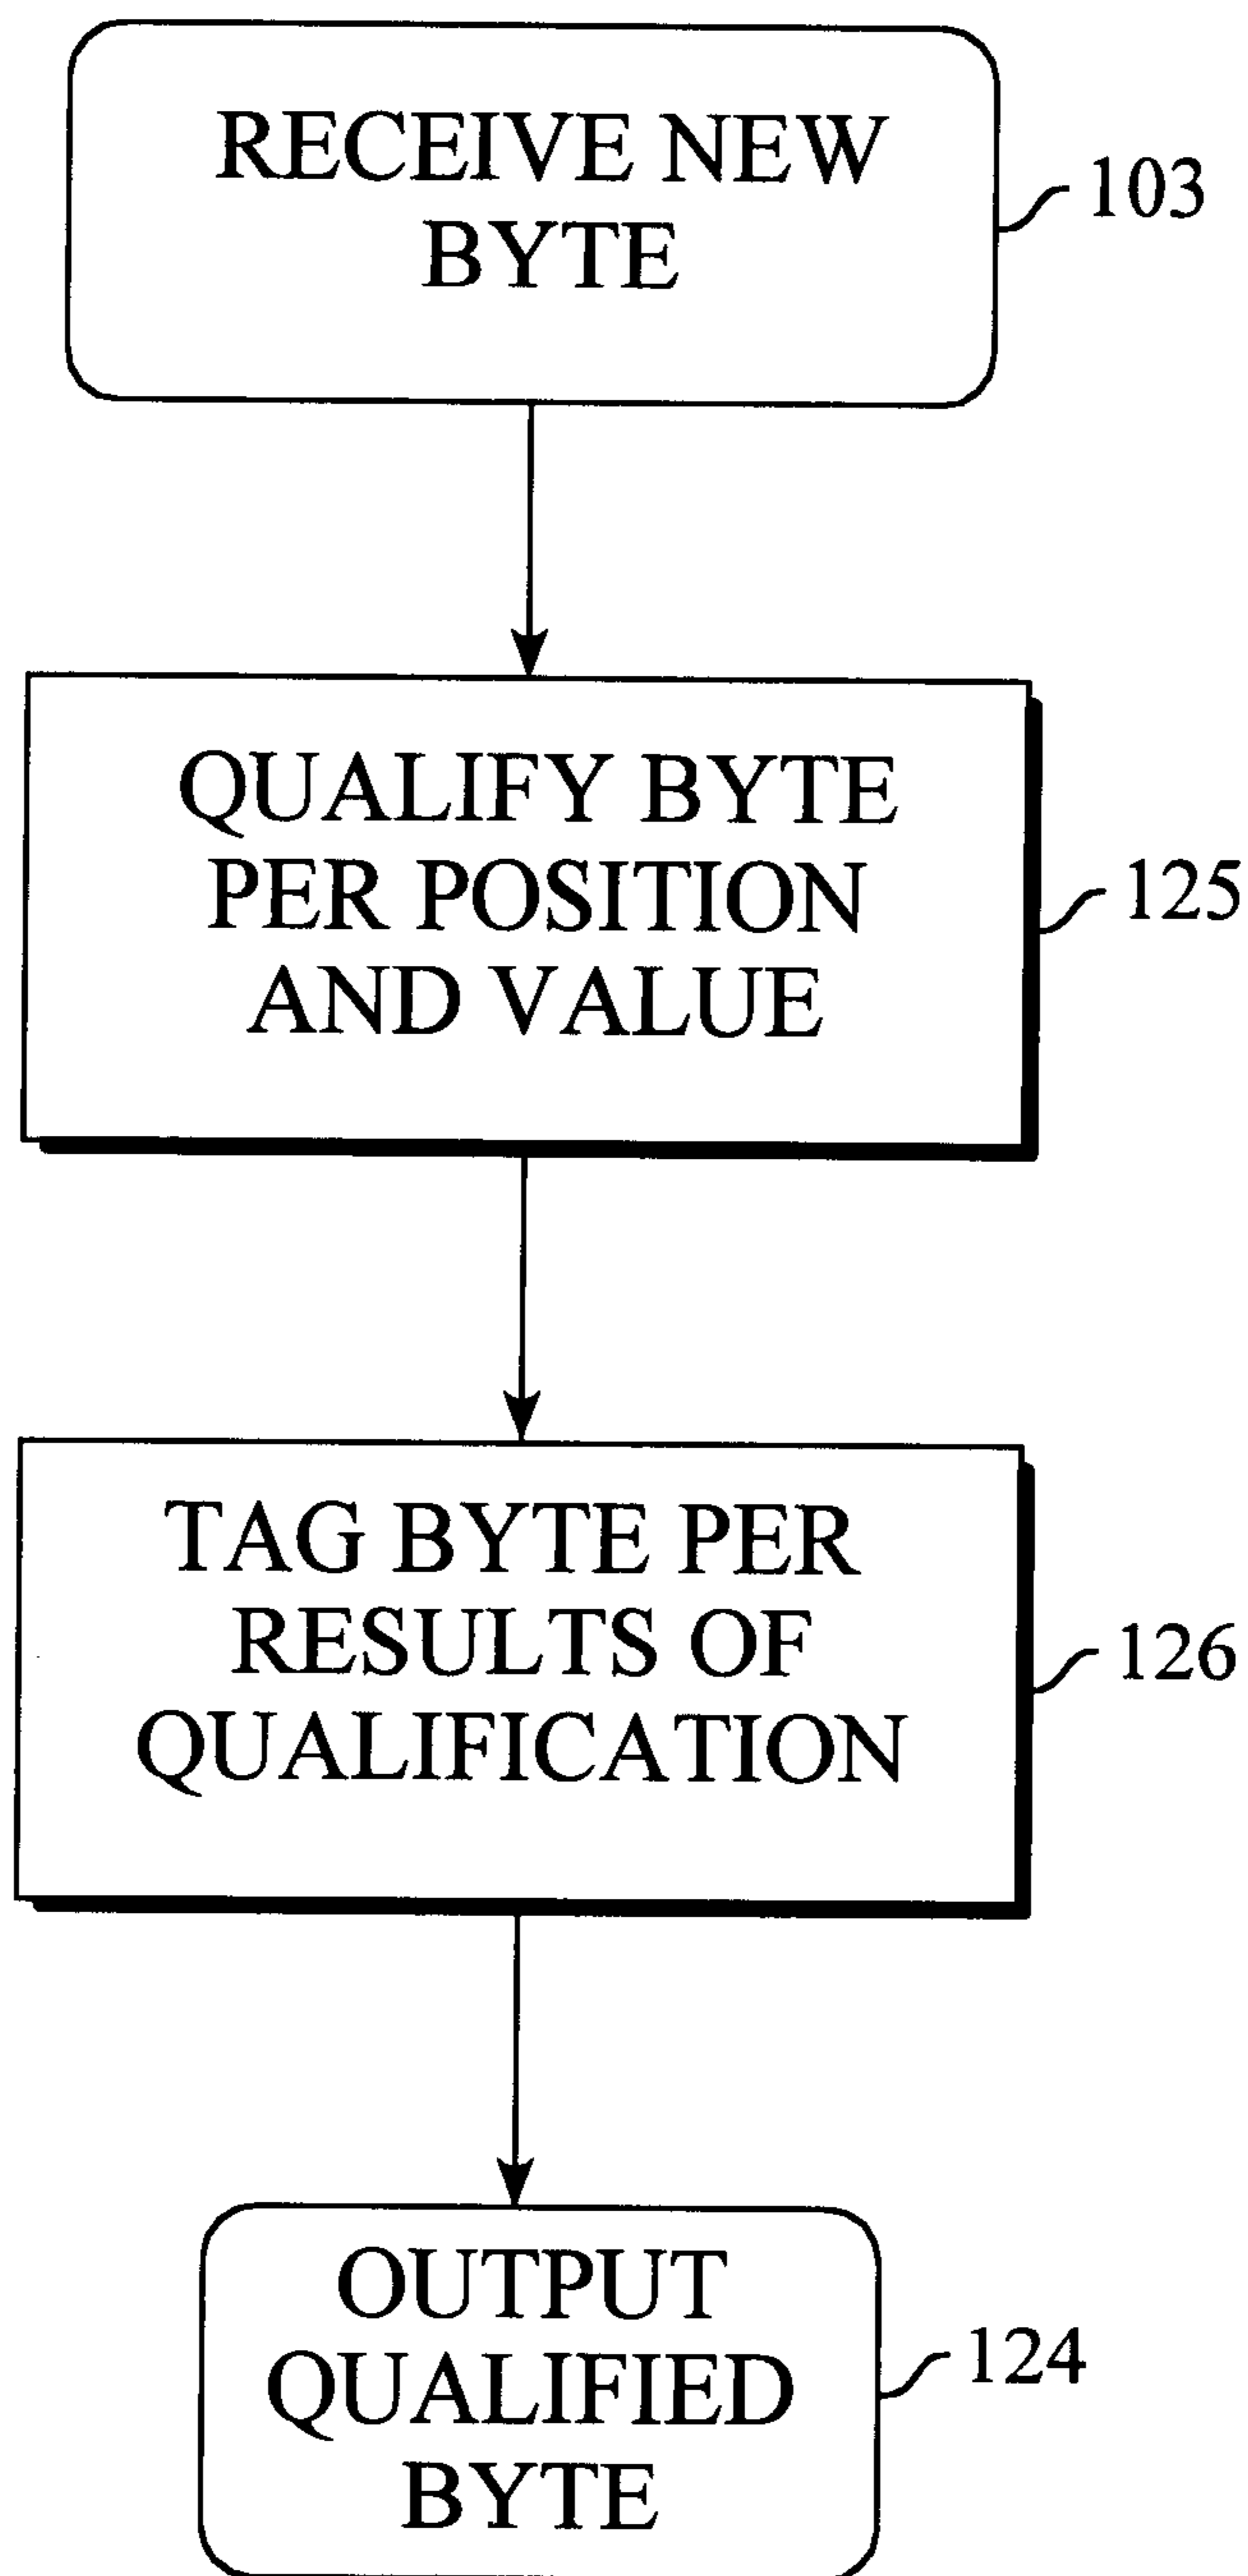 RECEIVE NEW
BYTE
103
QUALIFY BYTE
PER POSITION
AND VALUE
125
TAG BYTE PER
RESULTS OF
QUALIFICATION
126
OUTPUT
QUALIFIED
BYTE
124